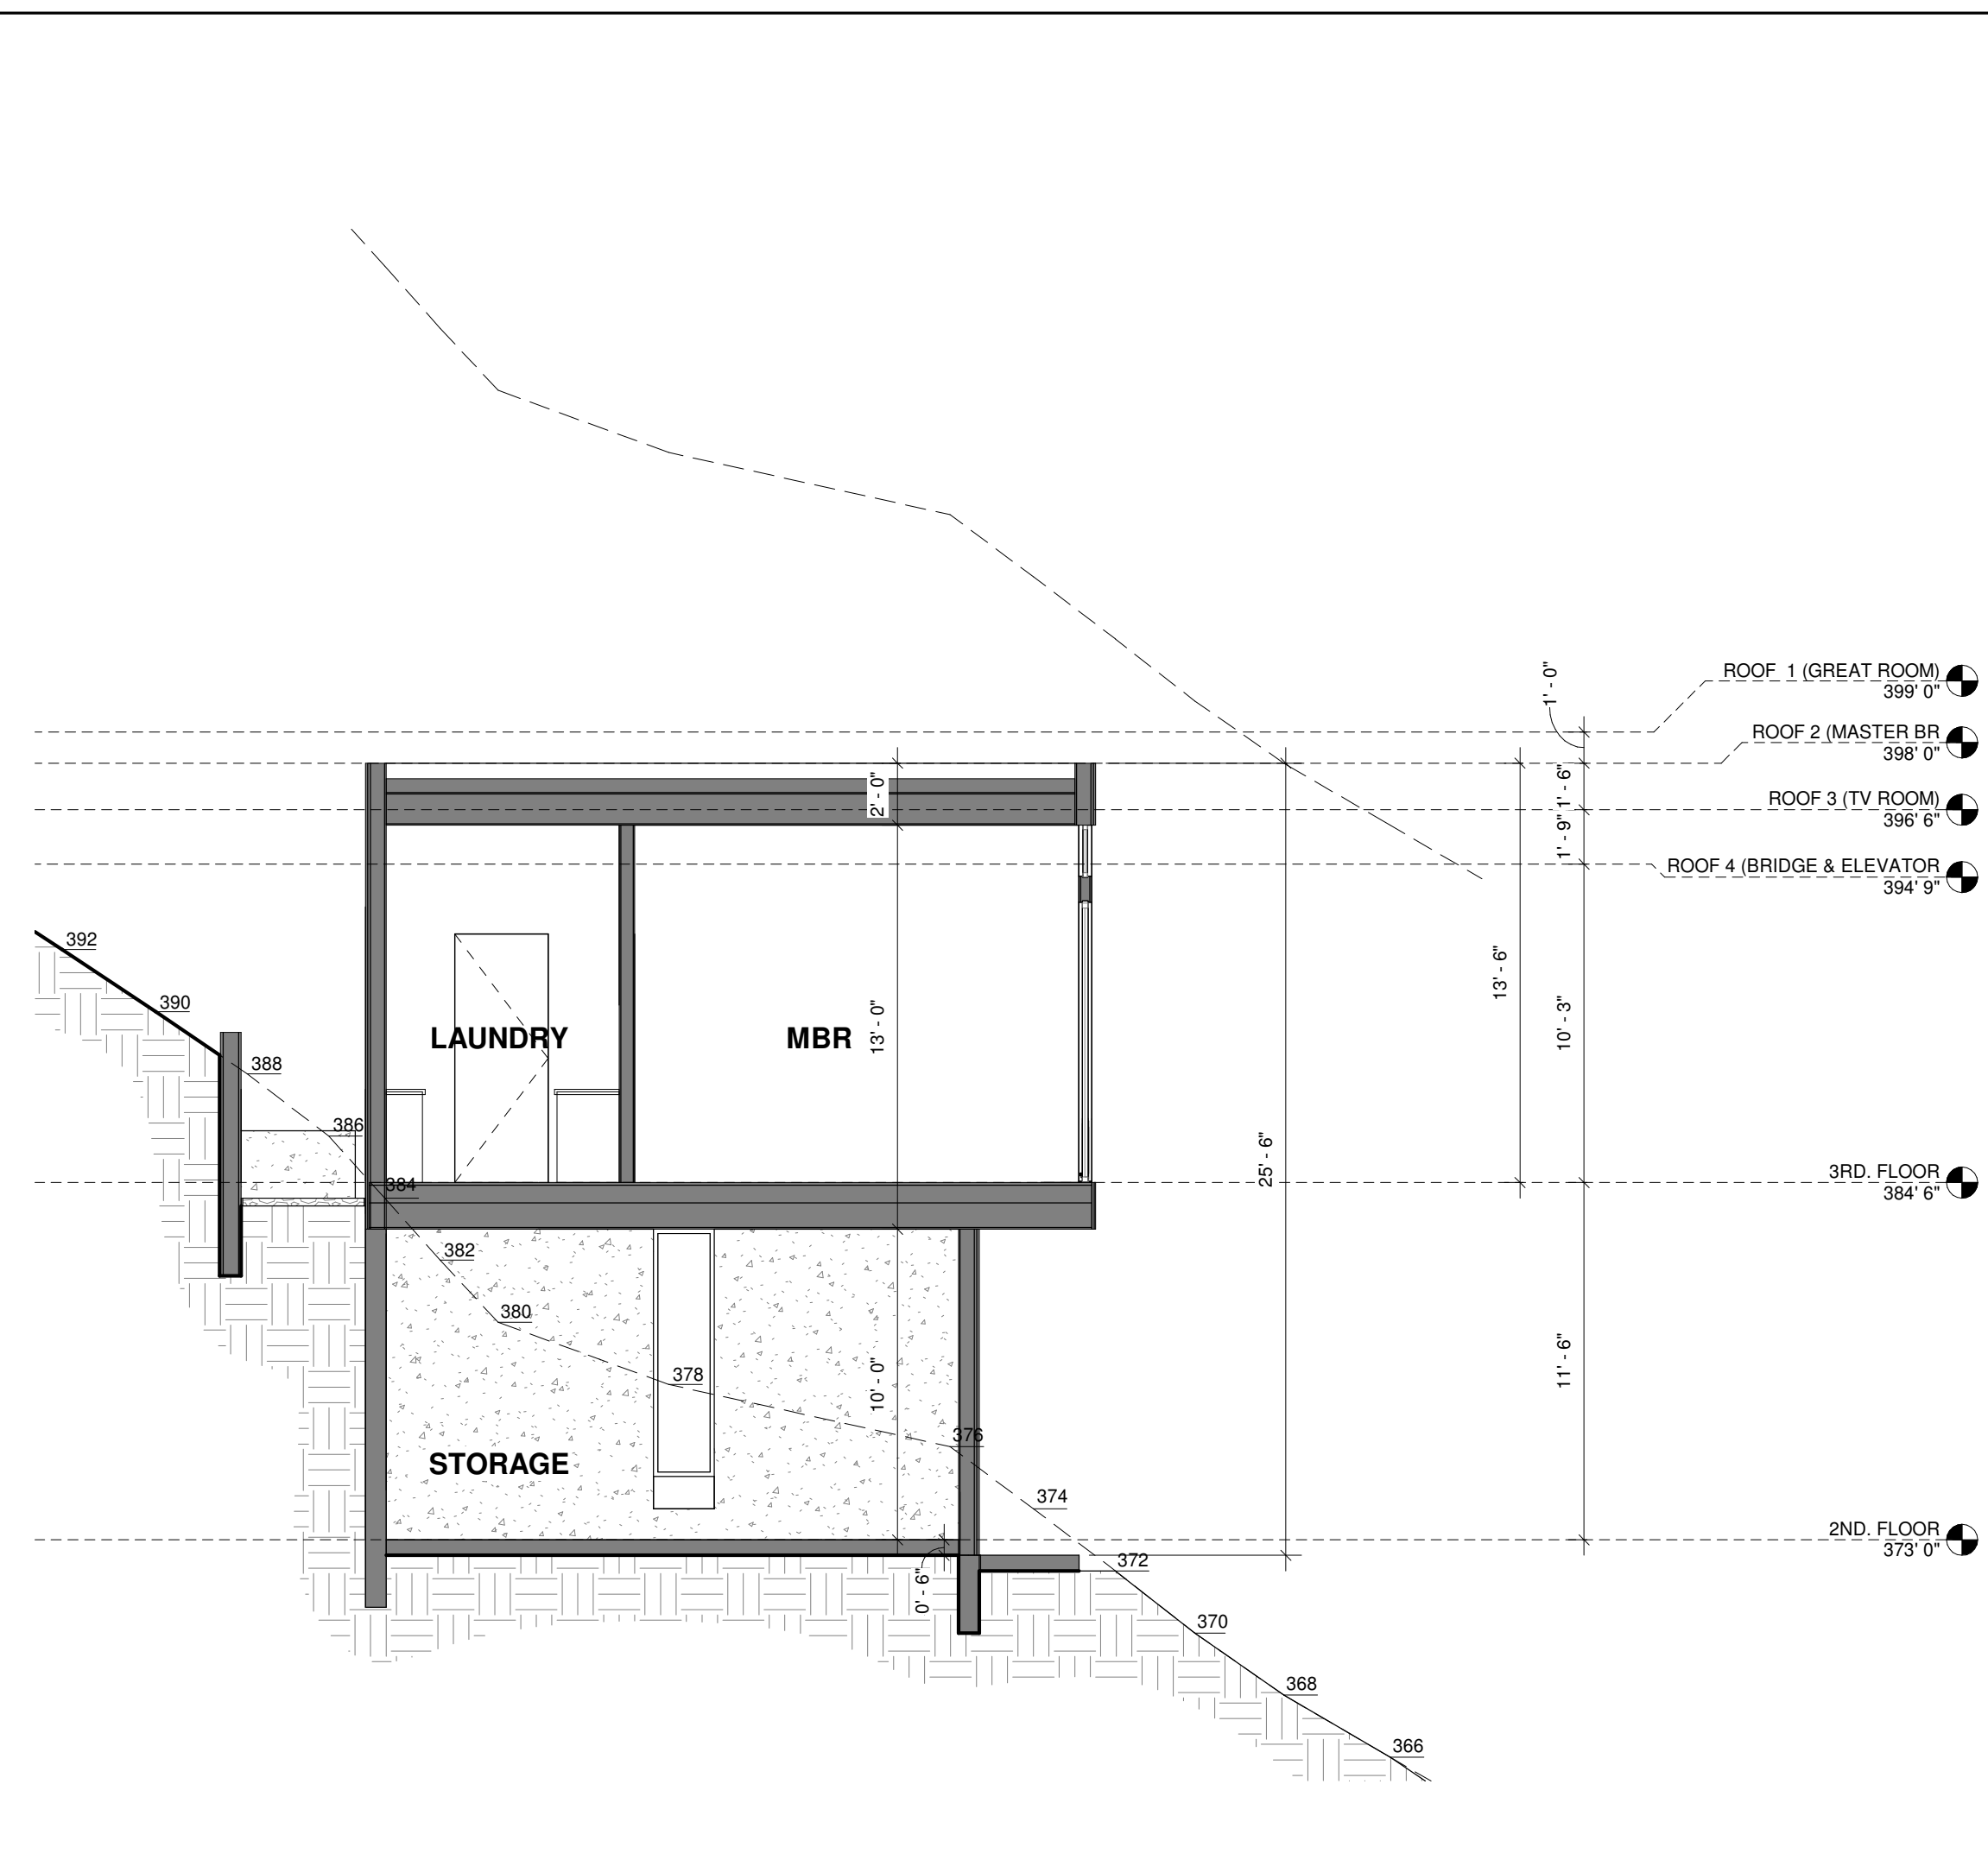 ROOF  1 (GREAT ROOM)
399' 0"
1' - 0"
ROOF 2 (MASTER BR
398' 0"
2' - 0"
1' - 6"
ROOF 3 (TV ROOM)
396' 6"
1' - 9"
ROOF 4 (BRIDGE & ELEVATOR
394' 9"
392
390
388
386
384
LAUNDRY
MBR
13' - 0"
13' - 6"
10' - 3"
25' - 6"
3RD. FLOOR
384' 6"
382
380
378
376
374
372
370
368
366
10' - 0"
11' - 6"
STORAGE
2ND. FLOOR
373' 0"
0' - 6"